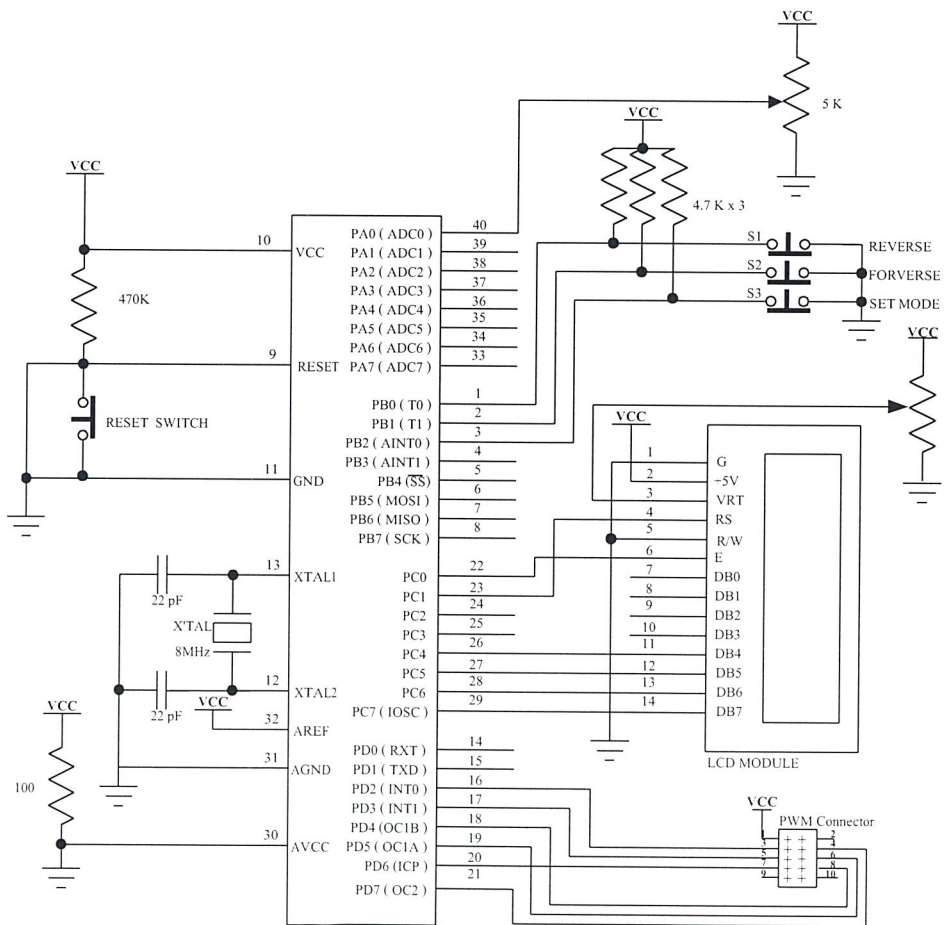 VCC
5 K
VCC
4.7 K x 3
VCC
10
VCC
470K
9
RESET
RESET SWITCH
11
GND
13
XTAL1
22 pF
X'TAL
8MHz
12
XTAL2
22 pF
VCC
32
AREF
31
AGND
VCC
100
30
AVCC
PA0 ( ADC0)
40
PA1 ( ADC1)
39
PA2 ( ADC2)
38
PA3 ( ADC3)
37
PA4 ( ADC4)
36
PA5 ( ADC5)
35
PA6 ( ADC6)
34
PA7 ( ADC7)
33
PB0 ( T0)
1
PB1 ( T1)
2
PB2 ( AINT0)
3
PB3 ( AINT1)
4
PB4 (SS)
5
PB5 ( MOSI)
6
PB6 ( MISO)
7
PB7 ( SCK)
8
PC0
22
PC1
23
PC2
24
PC3
25
PC4
26
PC5
27
PC6
28
PC7 ( IOSC)
29
PD0 ( RXT)
14
PD1 ( TXD)
15
PD2 ( INT0)
16
PD3 ( INT1)
17
PD4 (OC1B)
18
PD5 ( OC1A)
19
PD6 (ICP)
20
PD7 ( OC2)
21
S1
REVERSE
S2
FORVERSE
S3
SET MODE
VCC
VCC
1
G
2
+5V
3
VRT
4
RS
5
R/W
6
E
7
DB0
8
DB1
9
DB2
10
DB3
11
DB4
12
DB5
13
DB6
14
DB7
LCD MODULE
VCC
PWM Connector
1
2
3
4
5
6
7
8
9
10